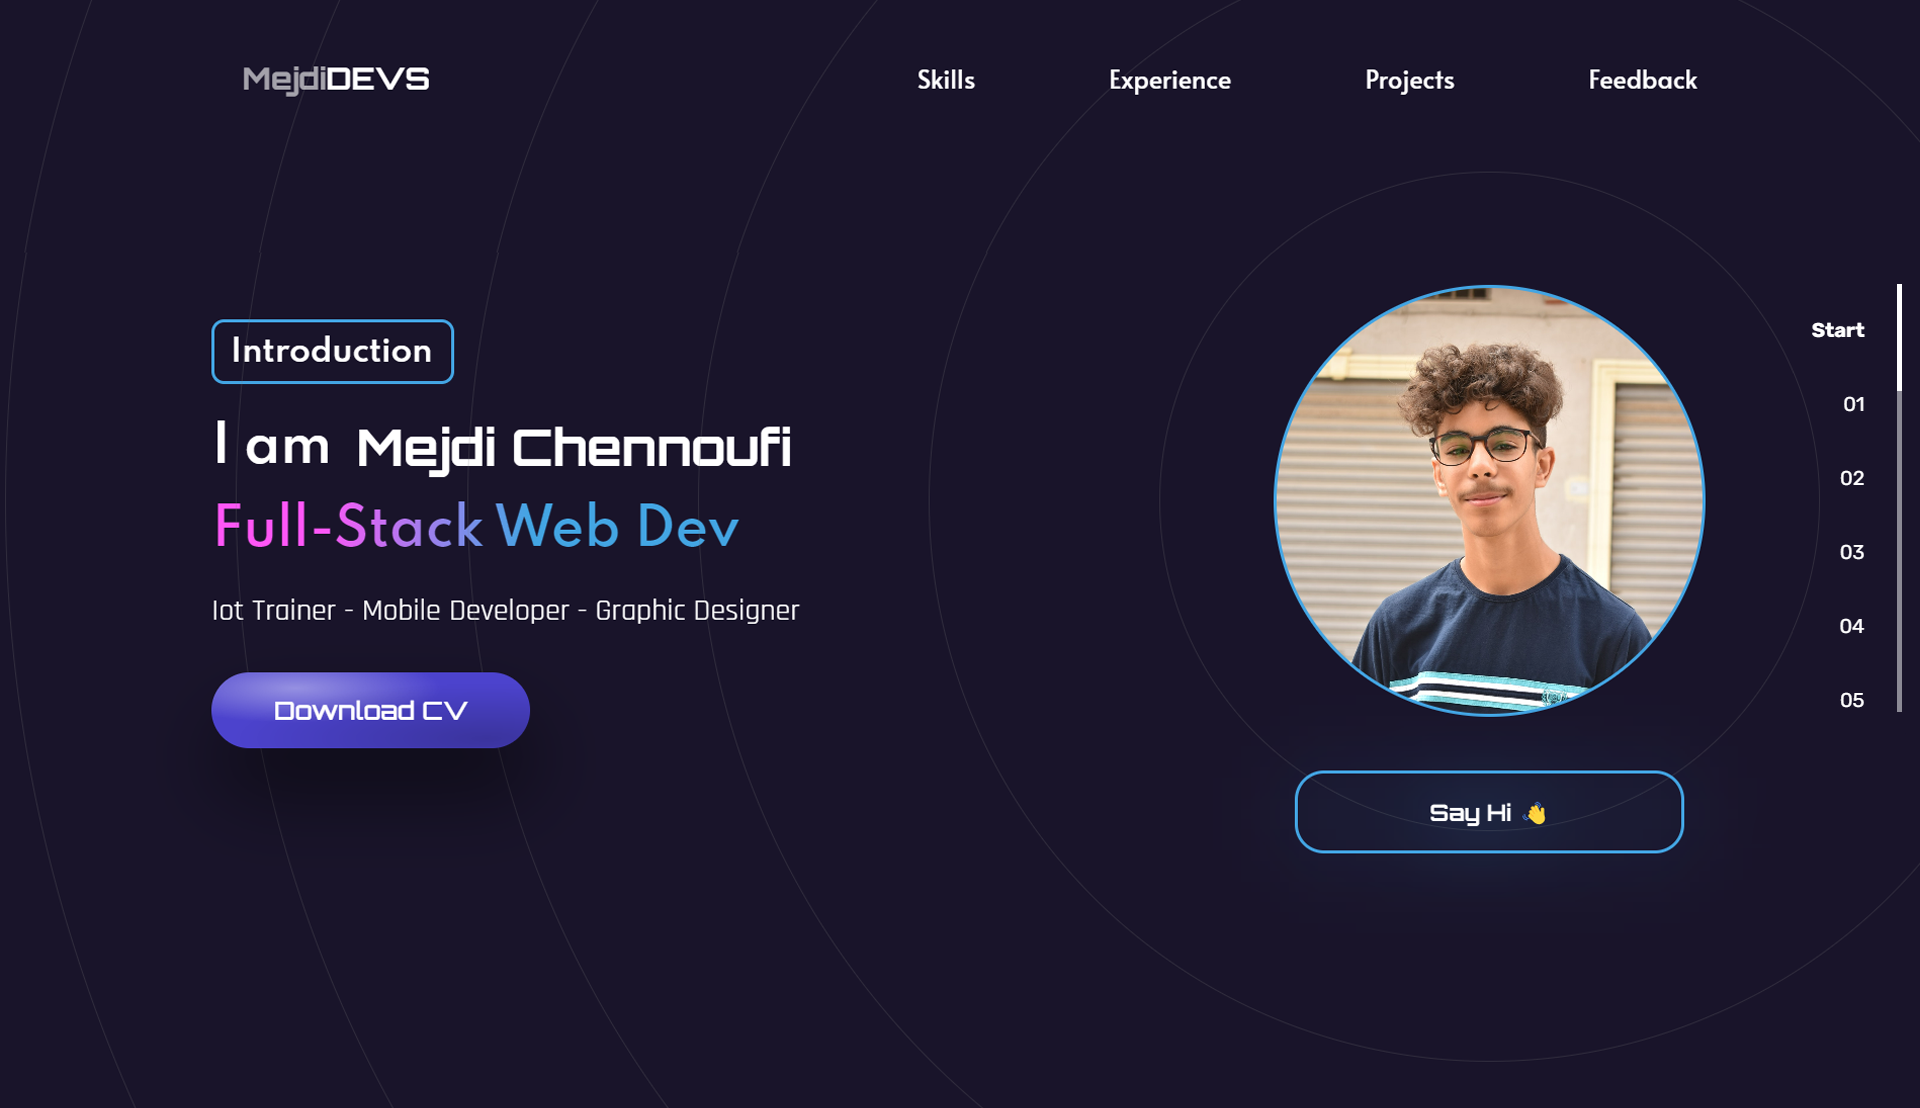 MejdiDEVS
Skills
Experience
Projects
Feedback
Introduction
I am Mejdi Chennoufi
Full-Stack Web Dev
Iot Trainer - Mobile Developer - Graphic Designer
Download CV
Say Hi 👋
Start
01
02
03
04
05